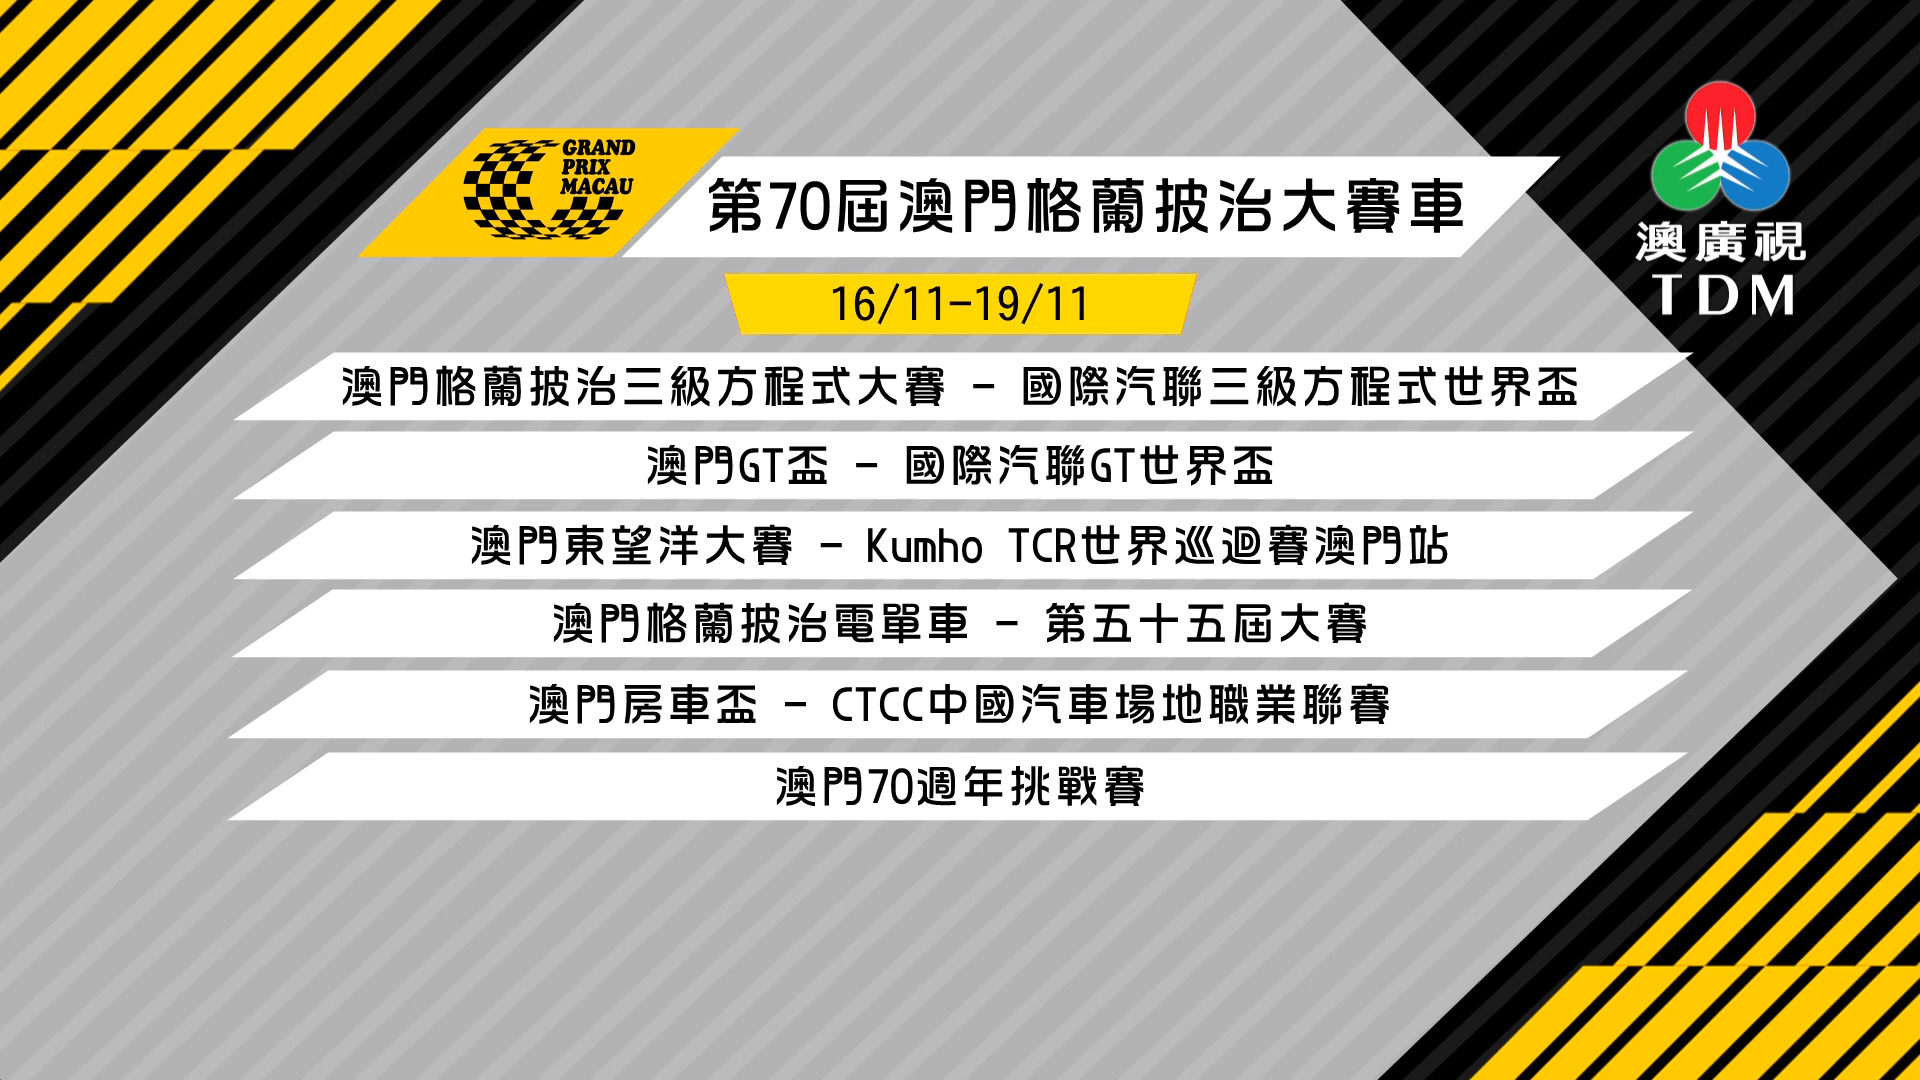 GRAND
PRIX
MACAU
第70屆澳門格蘭披治大賽車
澳廣視
TDM
16/11-19/11
澳門格蘭披治三級方程式大賽 - 國際汽聯三級方程式世界盃
澳門GT盃 - 國際汽聯GT世界盃
澳門東望洋大賽 - Kumho TCR世界巡迴賽澳門站
澳門格蘭披治電單車 - 第五十五屆大賽
澳門房車盃 - CTCC中國汽車場地職業聯賽
澳門70週年挑戰賽